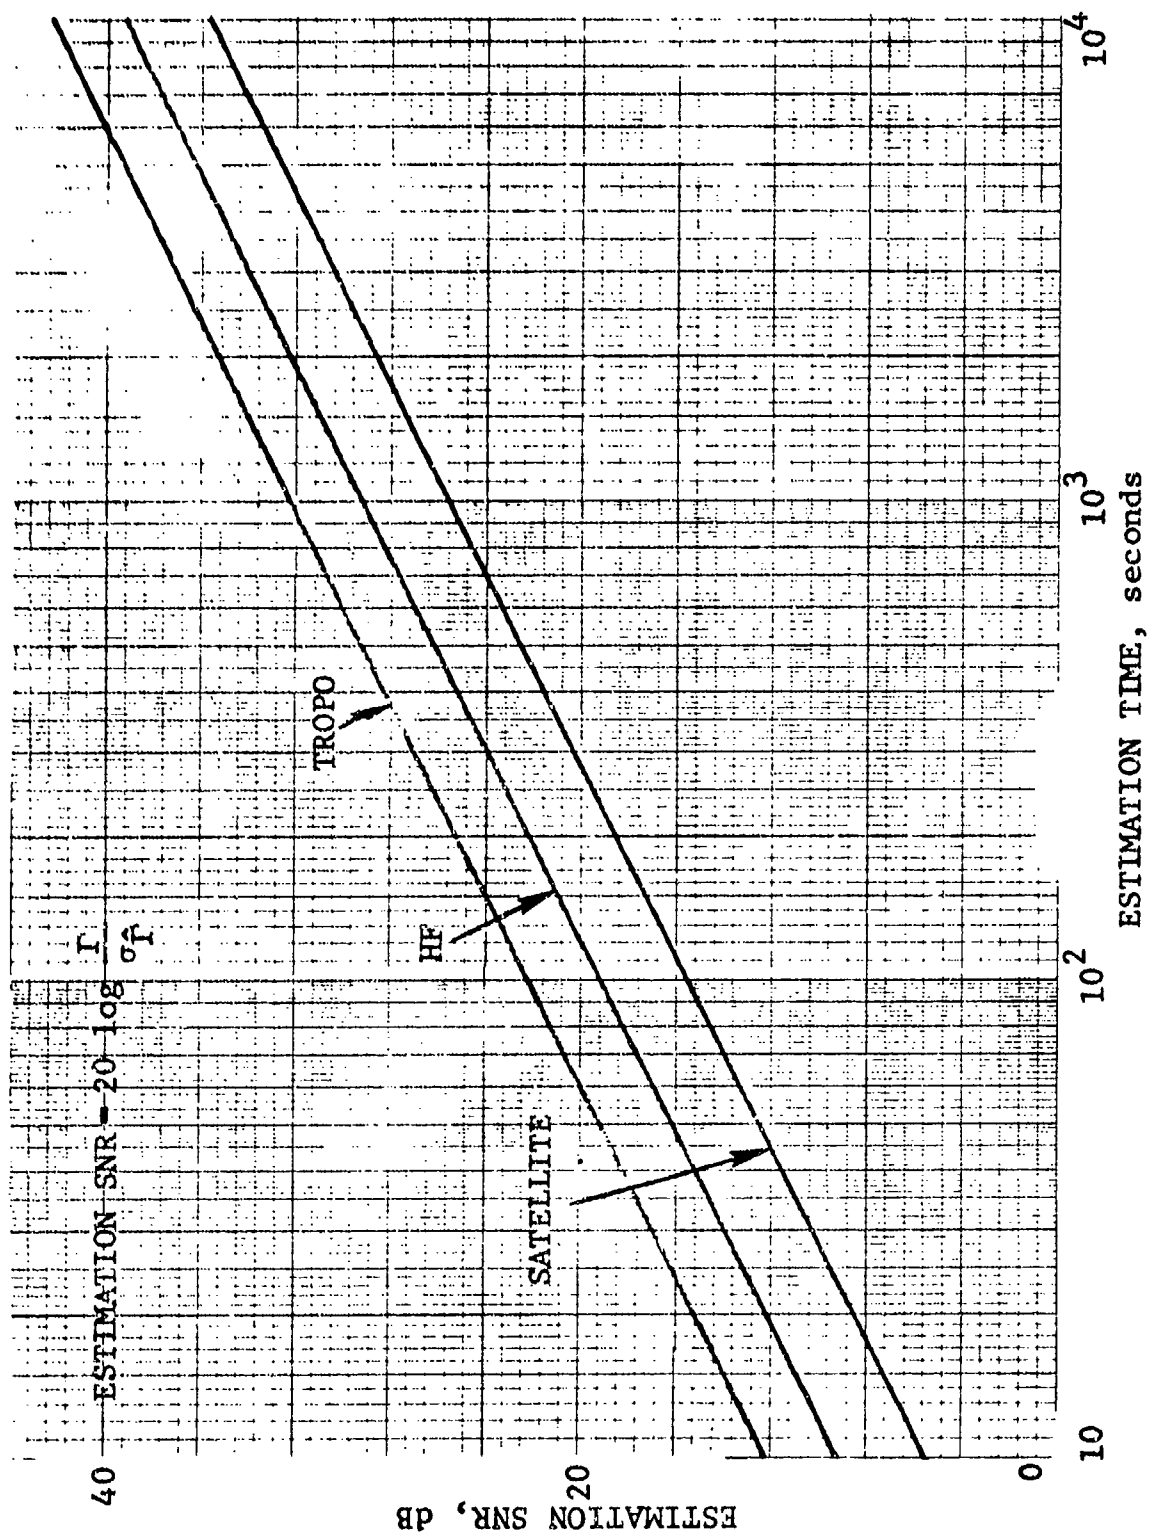 ESTIMATION SNR = 20 log Γ / σΓ̂
TROPO
HF
SATELLITE
40
20
0
ESTIMATION SNR, dB
10
10²
10³
10⁴
ESTIMATION TIME, seconds